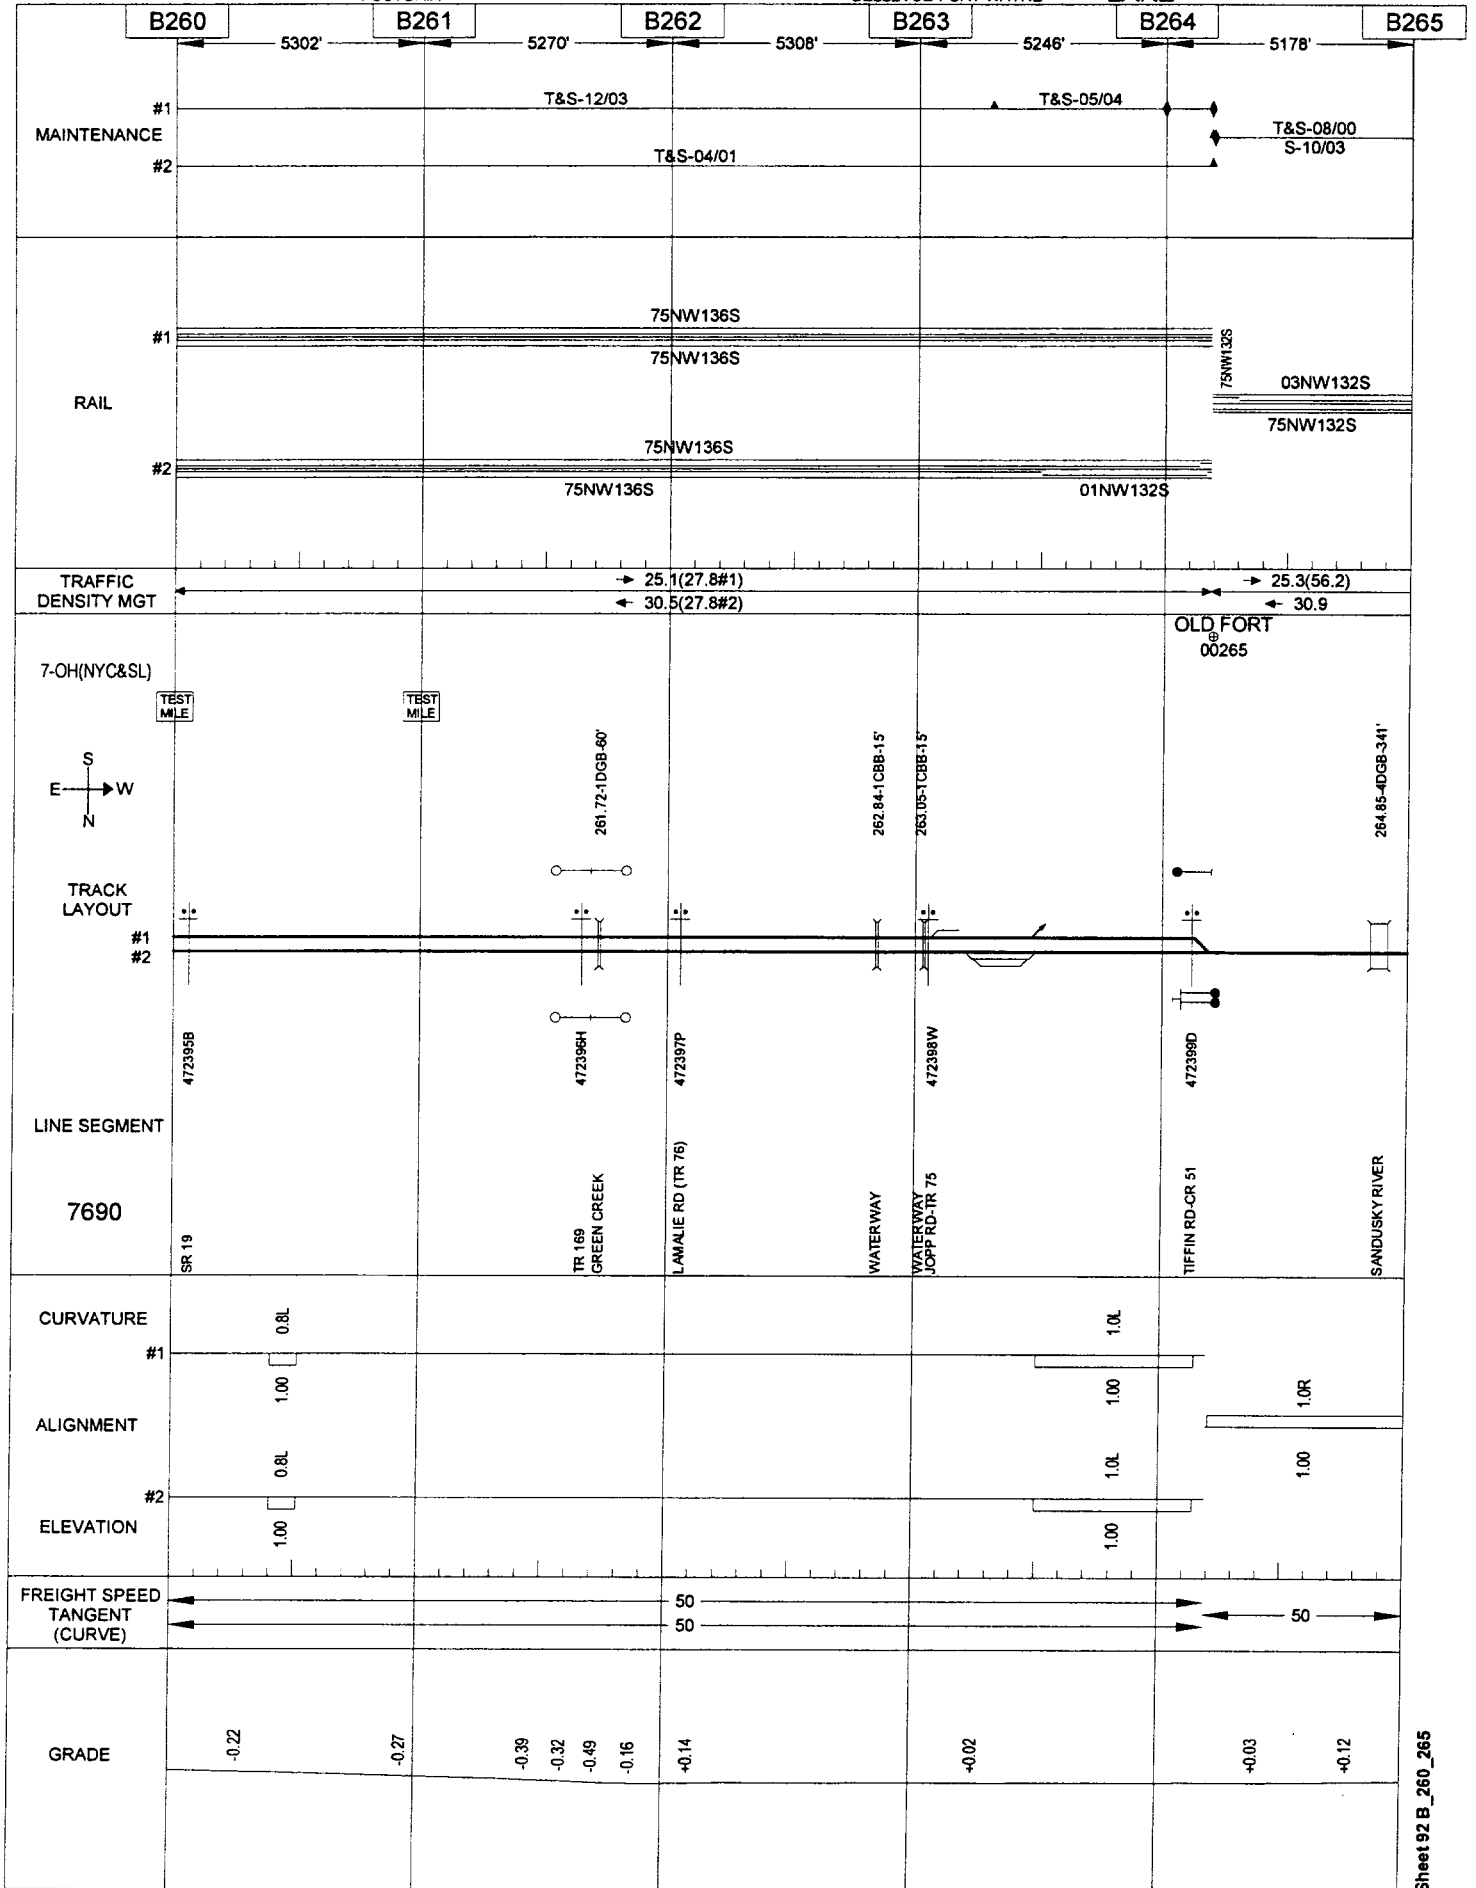 B260 B261 B262 B263 B264 B265
5302' 5270' 5308' 5246' 5178'
#1 T&S-12/03 T&S-05/04
MAINTENANCE
T&S-08/00
S-10/03
#2 T&S-04/01
75NW136S
#1
75NW136S
75NW132S
RAIL
03NW132S
75NW132S
75NW136S
#2
75NW136S 01NW132S
TRAFFIC
DENSITY MGT
→ 25.1(27.8#1) → 25.3(56.2)
← 30.5(27.8#2) ← 30.9
OLD FORT
00265
7-OH(NYC&SL)
TEST
MILE
TEST
MILE
S
E W
N
261.72-1DGB-60'
262.84-1CBB-15'
263.05-1CBB-15'
264.85-4DGB-341'
TRACK
LAYOUT
#1
#2
472395B
472396H
472397P
472398W
472399D
LINE SEGMENT
7690
SR 19
TR 169
GREEN CREEK
LAMALIE RD (TR 76)
WATERWAY
WATERWAY
JOPP RD-TR 75
TIFFIN RD-CR 51
SANDUSKY RIVER
CURVATURE
0.8L 1.0L
#1
1.00 1.00 1.0R
ALIGNMENT
0.8L 1.0L 1.00
#2
ELEVATION
1.00 1.00
FREIGHT SPEED
TANGENT
(CURVE)
50
50
50
GRADE
-0.22 -0.27 -0.39 -0.32 -0.49 -0.16 +0.14 +0.02 +0.03 +0.12
Sheet 92 B_260_265